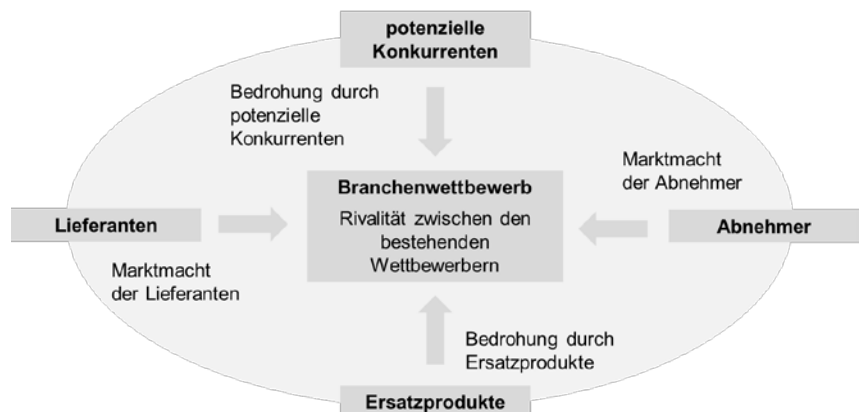 potenzielle
Konkurrenten
Bedrohung durch
potenzielle
Konkurrenten
Marktmacht
der Abnehmer
Branchenwettbewerb
Rivalität zwischen den
bestehenden
Wettbewerbern
Lieferanten
Abnehmer
Marktmacht
der Lieferanten
Bedrohung durch
Ersatzprodukte
Ersatzprodukte